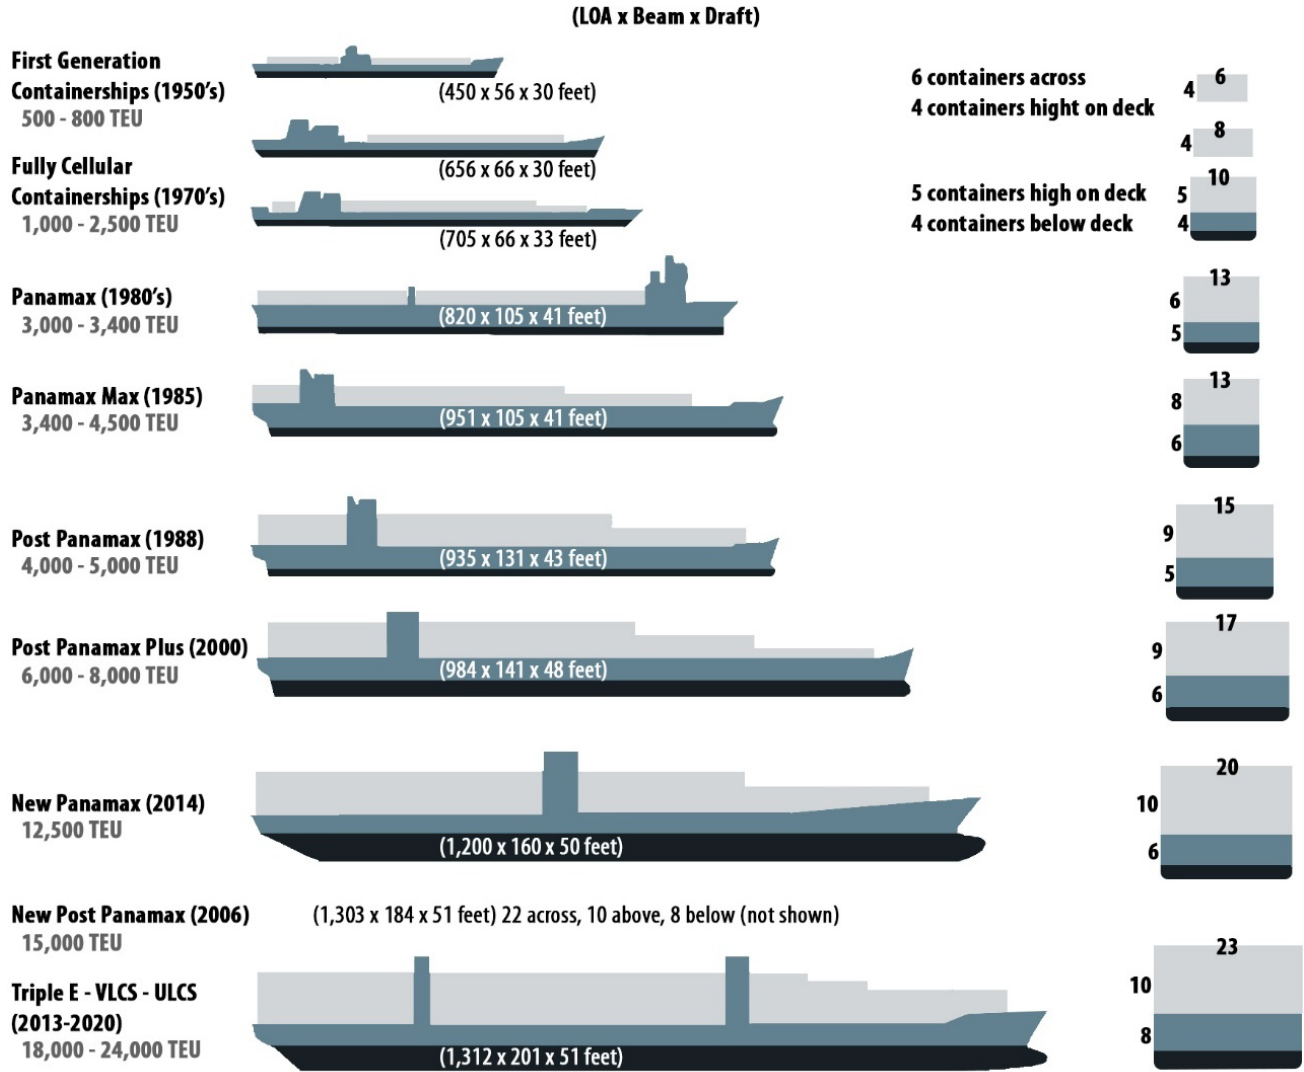 (LOA x Beam x Draft)
First Generation
Containerships (1950's)
500 - 800 TEU
(450 x 56 x 30 feet)
6 containers across
4 containers hight on deck
6
4
(656 x 66 x 30 feet)
8
4
Fully Cellular
Containerships (1970's)
1,000 - 2,500 TEU
(705 x 66 x 33 feet)
5 containers high on deck
4 containers below deck
10
5
4
Panamax (1980's)
3,000 - 3,400 TEU
(820 x 105 x 41 feet)
13
6
5
Panamax Max (1985)
3,400 - 4,500 TEU
(951 x 105 x 41 feet)
13
8
6
Post Panamax (1988)
4,000 - 5,000 TEU
(935 x 131 x 43 feet)
15
9
5
Post Panamax Plus (2000)
6,000 - 8,000 TEU
(984 x 141 x 48 feet)
17
9
6
New Panamax (2014)
12,500 TEU
(1,200 x 160 x 50 feet)
20
10
6
New Post Panamax (2006)
15,000 TEU
(1,303 x 184 x 51 feet) 22 across, 10 above, 8 below (not shown)
Triple E - VLCS - ULCS
(2013-2020)
18,000 - 24,000 TEU
(1,312 x 201 x 51 feet)
23
10
8